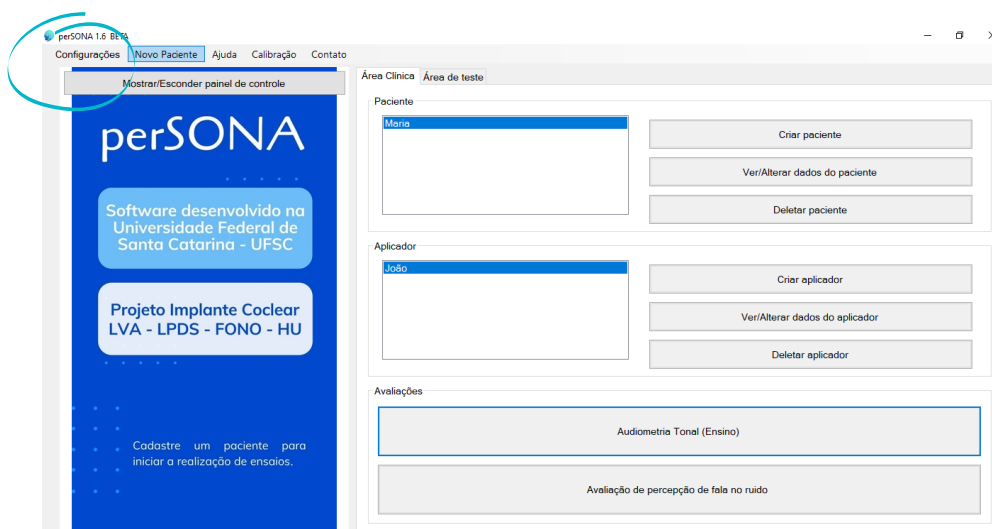 perSONA 1.6 BETA
Configurações Novo Paciente Ajuda Calibração Contato
Mostrar/Esconder painel de controle
perSONA
Software desenvolvido na
Universidade Federal de
Santa Catarina - UFSC
Projeto Implante Coclear
LVA - LPDS - FONO - HU
Cadastre um paciente para
iniciar a realização de ensaios.
Área Clínica Área de teste
Paciente
Maria
Criar paciente
Ver/Alterar dados do paciente
Deletar paciente
Aplicador
João
Criar aplicador
Ver/Alterar dados do aplicador
Deletar aplicador
Avaliações
Audiometria Tonal (Ensino)
Avaliação de percepção de fala no ruido